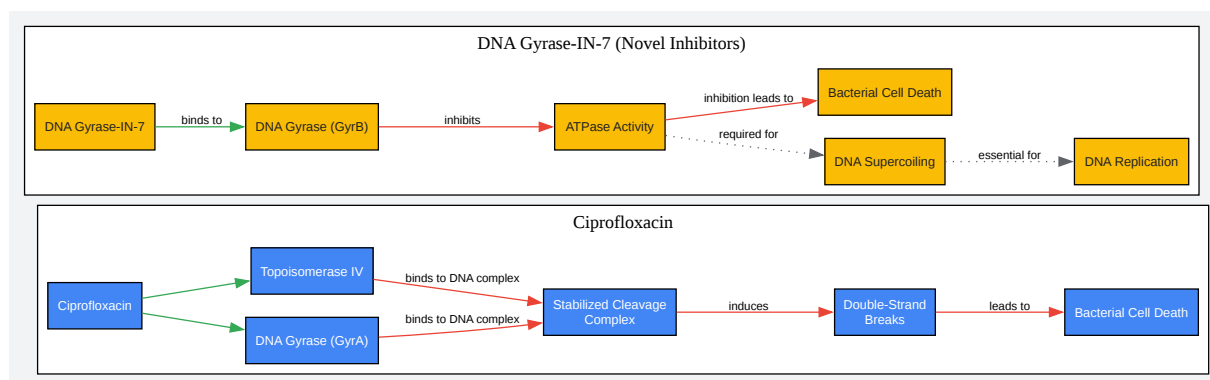 DNA Gyrase-IN-7 (Novel Inhibitors)
DNA Gyrase-IN-7
binds to
DNA Gyrase (GyrB)
inhibits
ATPase Activity
inhibition leads to
Bacterial Cell Death
required for
DNA Supercoiling
essential for
DNA Replication
Ciprofloxacin
Ciprofloxacin
Topoisomerase IV
binds to DNA complex
DNA Gyrase (GyrA)
binds to DNA complex
Stabilized Cleavage
Complex
induces
Double-Strand
Breaks
leads to
Bacterial Cell Death